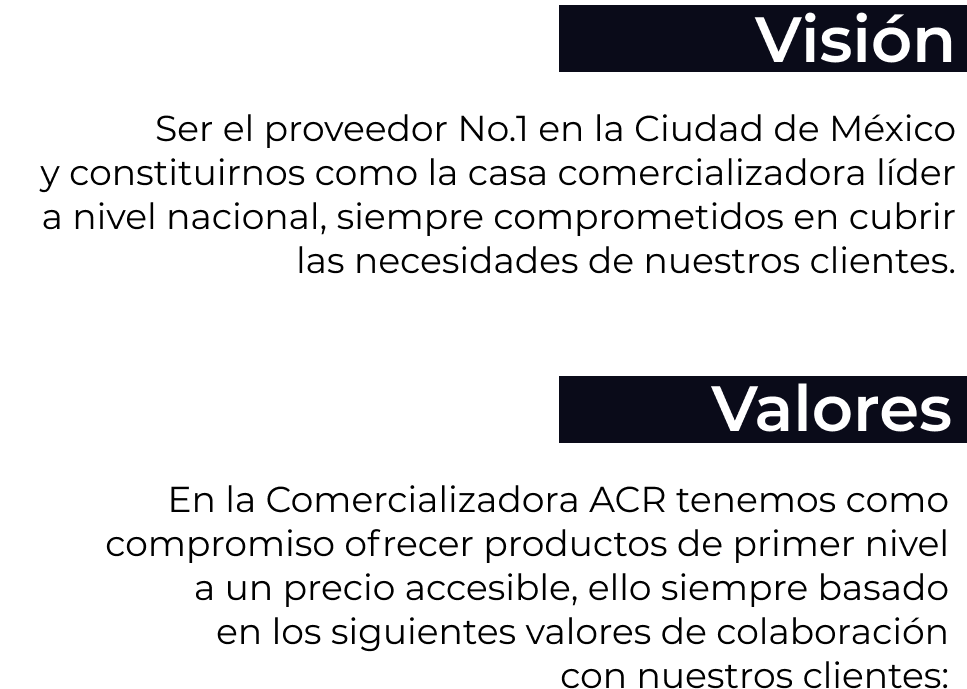 Visión
Ser el proveedor No.1 en la Ciudad de México
y constituirnos como la casa comercializadora líder
a nivel nacional, siempre comprometidos en cubrir
las necesidades de nuestros clientes.
Valores
En la Comercializadora ACR tenemos como
compromiso ofrecer productos de primer nivel
a un precio accesible, ello siempre basado
en los siguientes valores de colaboración
con nuestros clientes: